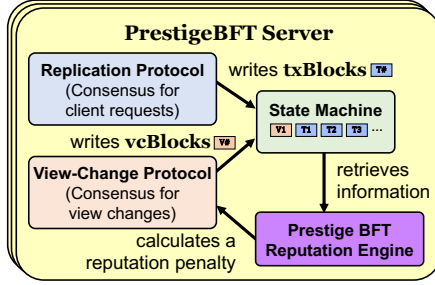 PrestigeBFT Server
Replication Protocol
(Consensus for
client requests)
writes txBlocks T#
State Machine
V1 T1 T2 T3 ...
writes vcBlocks V#
View-Change Protocol
(Consensus for
view changes)
retrieves
information
Prestige BFT
Reputation Engine
calculates a
reputation penalty